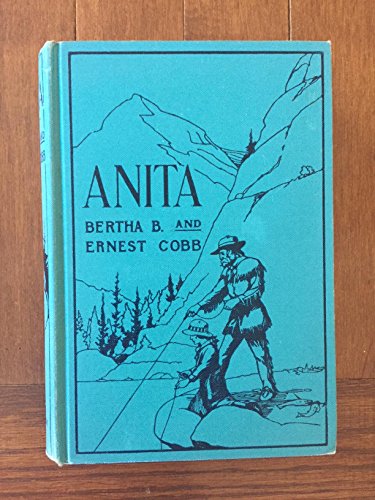 ANITA
BERTHA B. AND
ERNEST COBB